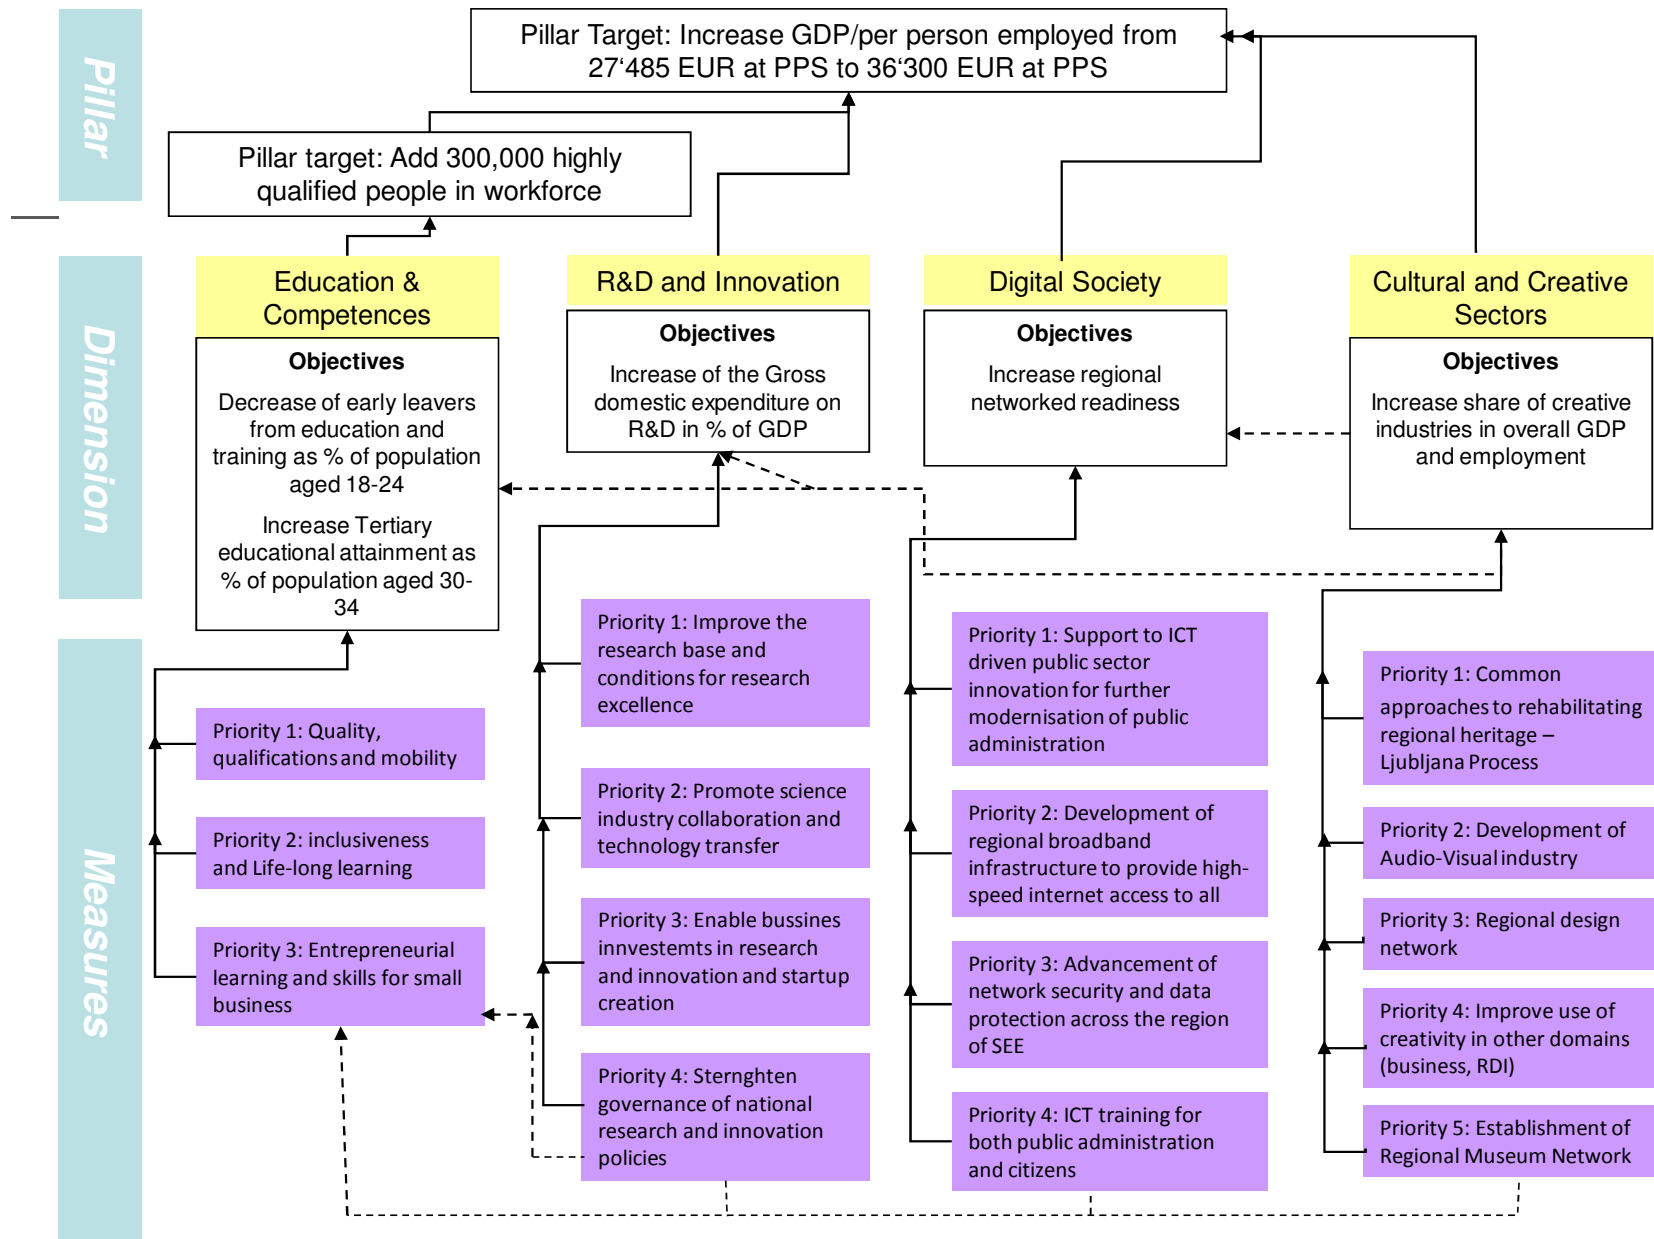 Pillar
Pillar Target: Increase GDP/per person employed from
27‘485 EUR at PPS to 36‘300 EUR at PPS
Pillar target: Add 300,000 highly
qualified people in workforce
Dimension
Education &
Competences
Objectives
Decrease of early leavers
from education and
training as % of population
aged 18-24
Increase Tertiary
educational attainment as
% of population aged 30-
34
R&D and Innovation
Objectives
Increase of the Gross
domestic expenditure on
R&D in % of GDP
Digital Society
Objectives
Increase regional
networked readiness
Cultural and Creative
Sectors
Objectives
Increase share of creative
industries in overall GDP
and employment
Measures
Priority 1: Quality,
qualifications and mobility
Priority 2: inclusiveness
and Life-long learning
Priority 3: Entrepreneurial
learning and skills for small
business
Priority 1: Improve the
research base and
conditions for research
excellence
Priority 2: Promote science
industry collaboration and
technology transfer
Priority 3: Enable bussines
innvestemts in research
and innovation and startup
creation
Priority 4: Sternghten
governance of national
research and innovation
policies
Priority 1: Support to ICT
driven public sector
innovation for further
modernisation of public
administration
Priority 2: Development of
regional broadband
infrastructure to provide high-
speed internet access to all
Priority 3: Advancement of
network security and data
protection across the region
of SEE
Priority 4: ICT training for
both public administration
and citizens
Priority 1: Common
approaches to rehabilitating
regional heritage –
Ljubljana Process
Priority 2: Development of
Audio-Visual industry
Priority 3: Regional design
network
Priority 4: Improve use of
creativity in other domains
(business, RDI)
Priority 5: Establishment of
Regional Museum Network